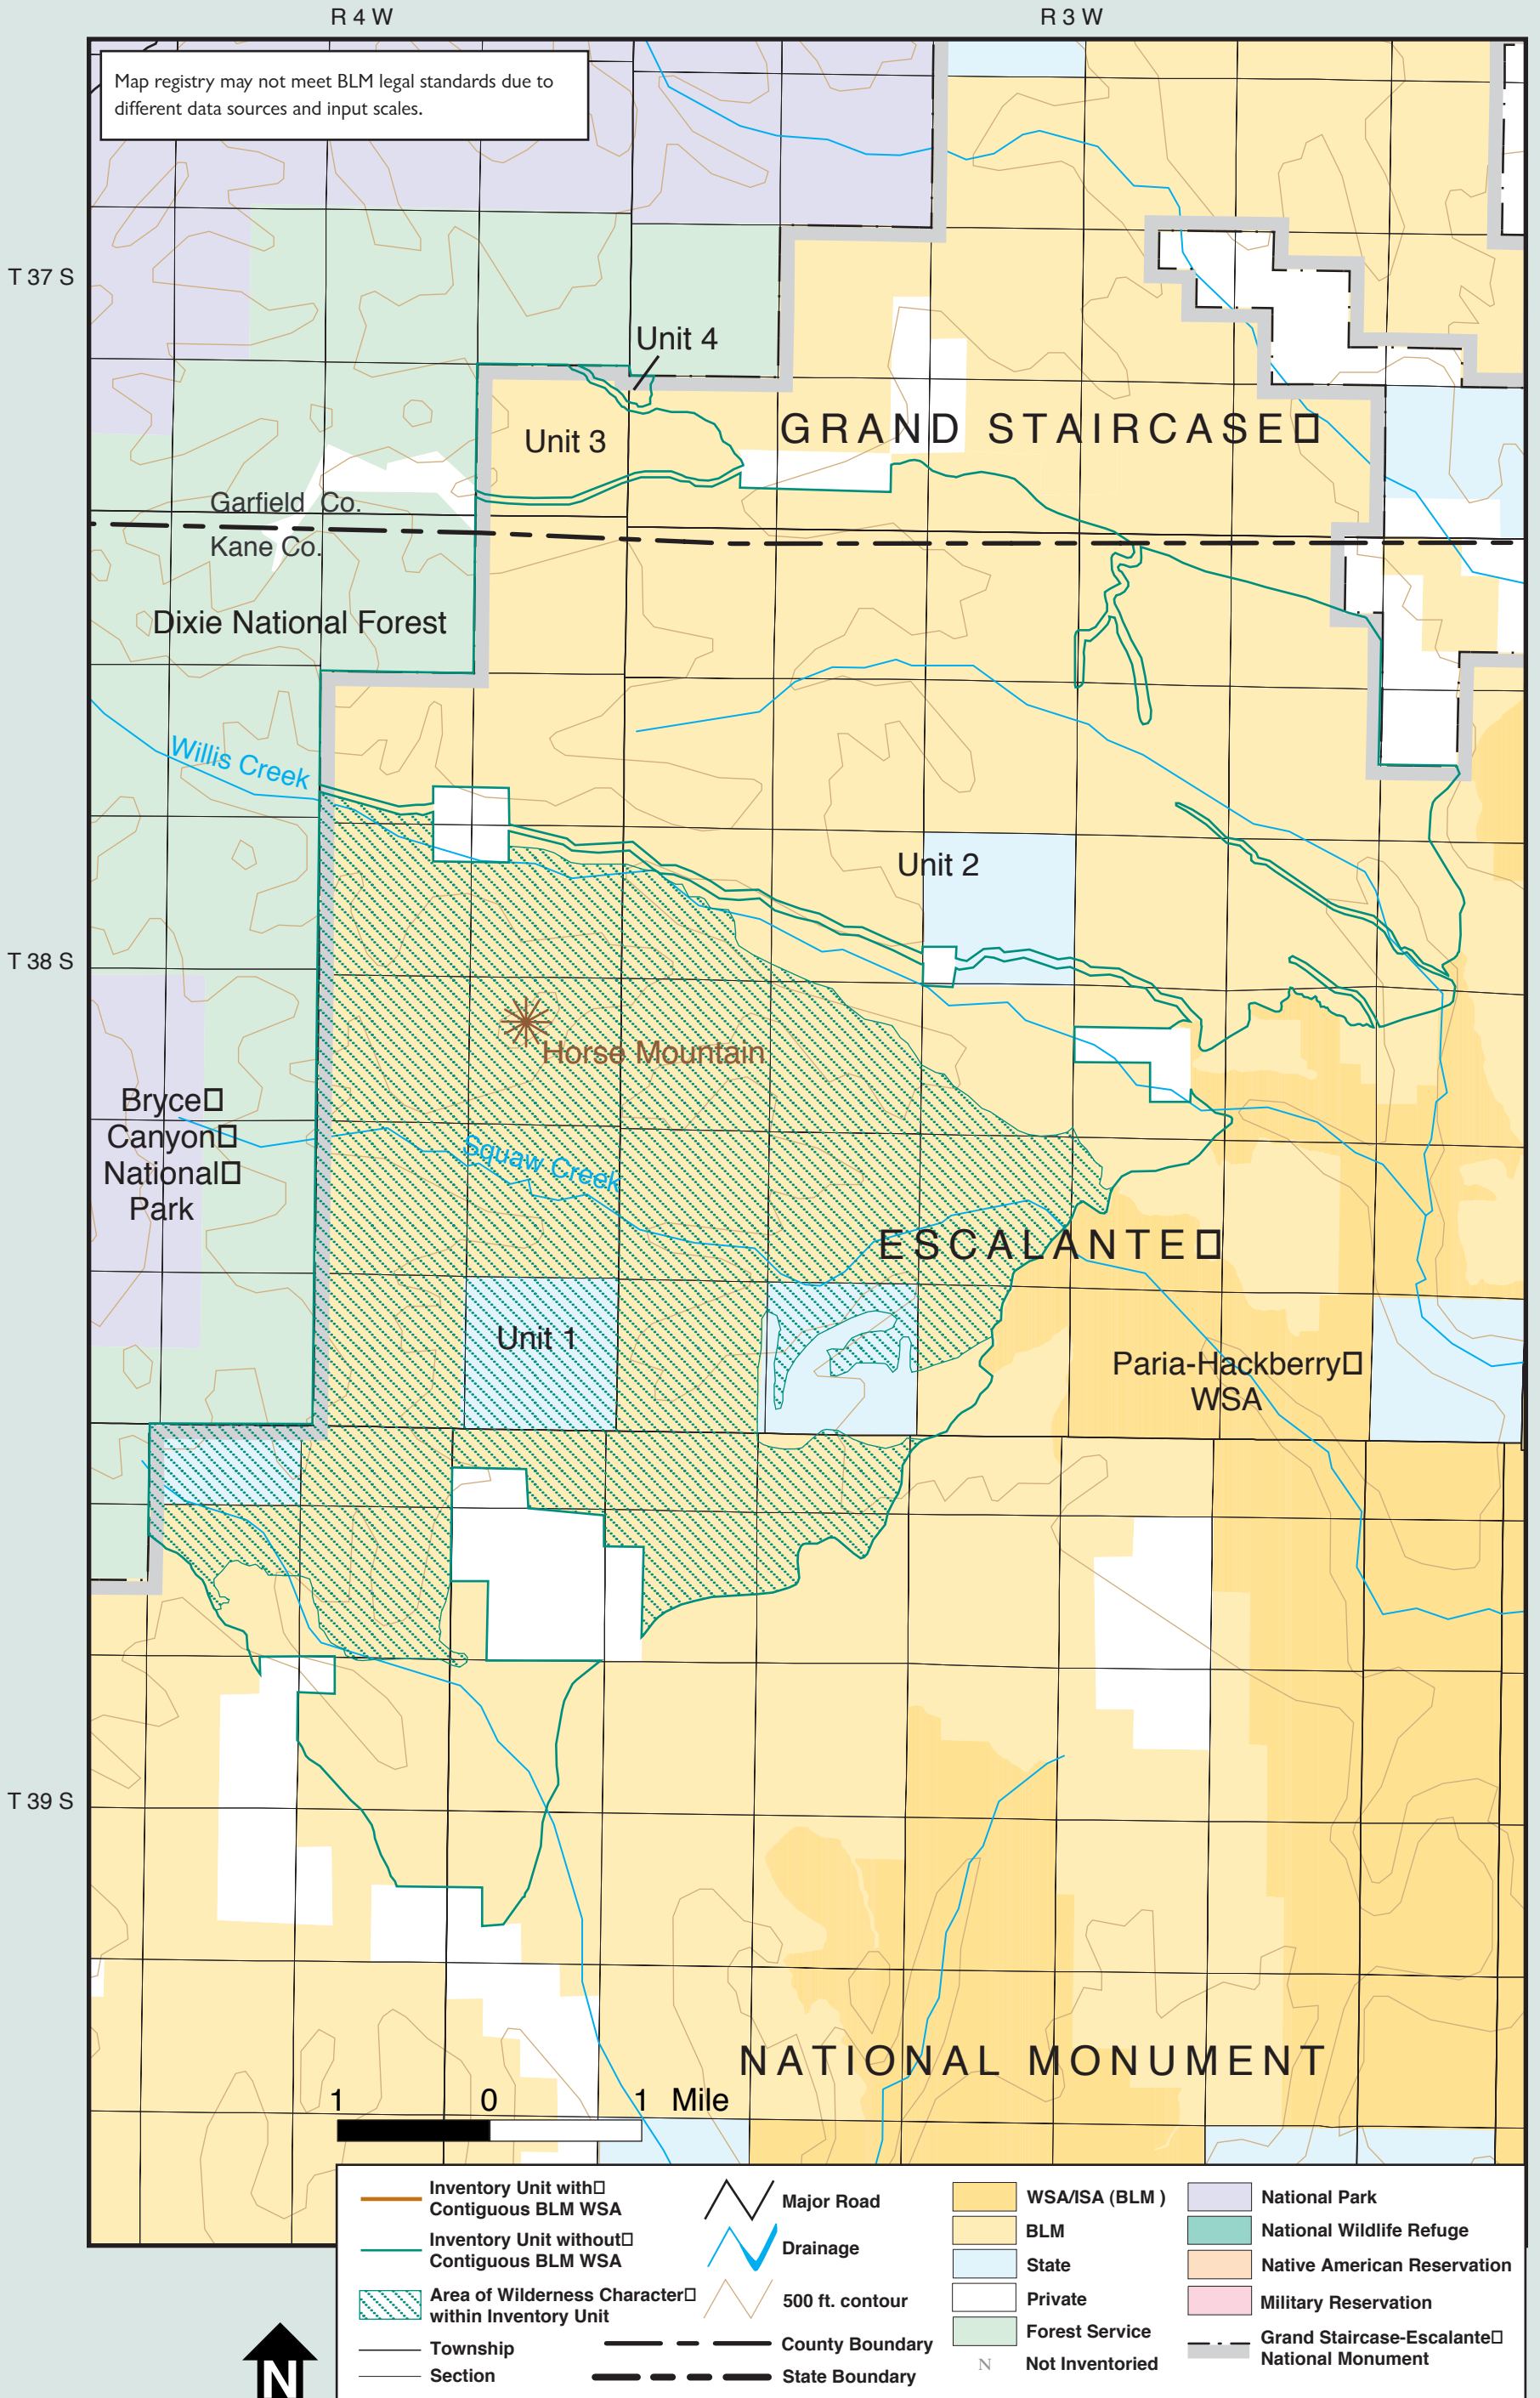 R 4 W
R 3 W
Map registry may not meet BLM legal standards due to
different data sources and input scales.
T 37 S
Unit 4
GRAND STAIRCASE
Unit 3
Garfield Co.
Kane Co.
Dixie National Forest
Willis Creek
Unit 2
T 38 S
Horse Mountain
Bryce
Canyon
National
Park
Squaw Creek
ESCALANTE
Unit 1
Paria-Hackberry
WSA
T 39 S
NATIONAL MONUMENT
1 0 1 Mile
Inventory Unit with
Contiguous BLM WSA
Inventory Unit without
Contiguous BLM WSA
Area of Wilderness Character
within Inventory Unit
Township
Section
Major Road
Drainage
500 ft. contour
County Boundary
State Boundary
WSA/ISA (BLM )
BLM
State
Private
Forest Service
N Not Inventoried
National Park
National Wildlife Refuge
Native American Reservation
Military Reservation
Grand Staircase-Escalante
National Monument
N